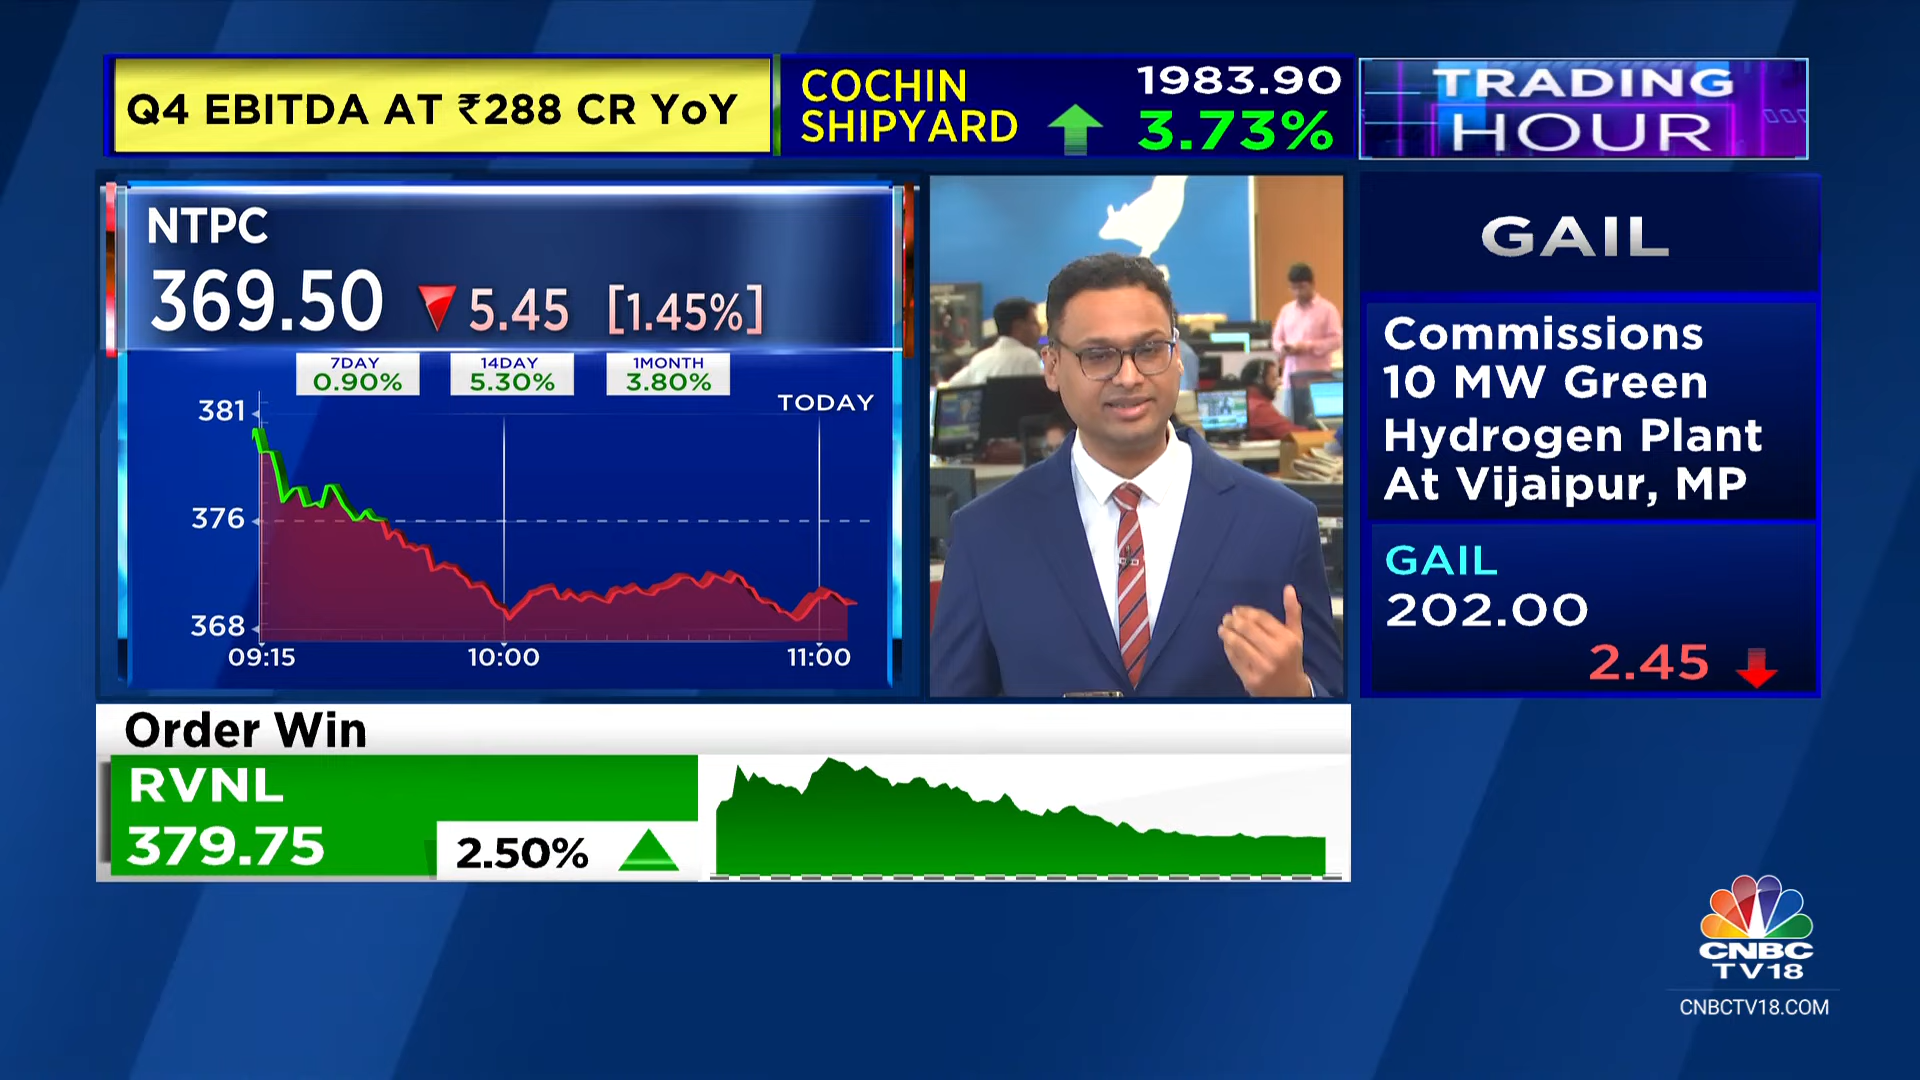 Q4 EBITDA AT ₹288 CR YoY
COCHIN
SHIPYARD
1983.90
3.73%
TRADING
HOUR
NTPC
369.50 5.45 [1.45%]
7DAY
0.90%
14DAY
5.30%
1MONTH
3.80%
TODAY
381
376
368
09:15
10:00
11:00
GAIL
Commissions
10 MW Green
Hydrogen Plant
At Vijaipur, MP
GAIL
202.00
2.45
Order Win
RVNL
379.75
2.50%
CNBC
TV18
CNBCTV18.COM